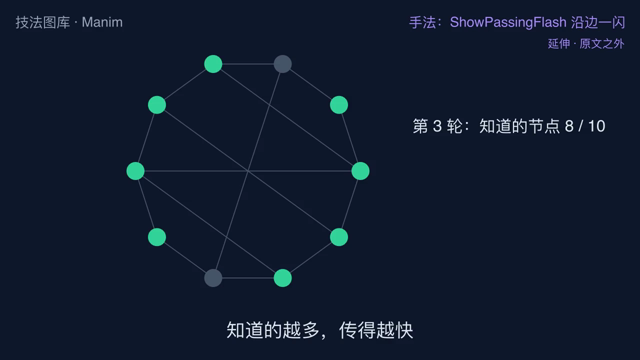 技法图库 · Manim
手法：ShowPassingFlash 沿边一闪
延伸 · 原文之外
第 3 轮：知道的节点 8 / 10
知道的越多，传得越快